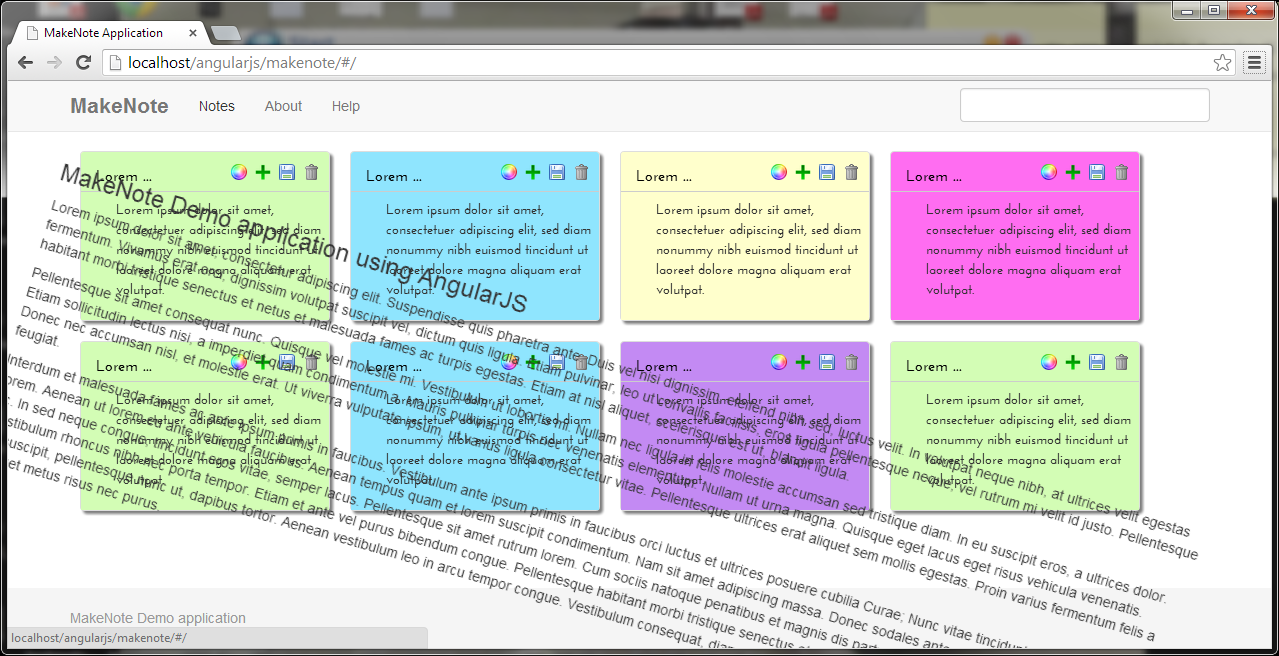 MakeNote Application
localhost/angularjs/makenote/#/
MakeNote Notes About Help
Lorem ...
Lorem ipsum dolor sit amet,
consectetuer adipiscing elit, sed diam
nonummy nibh euismod tincidunt ut
laoreet dolore magna aliquam erat
volutpat.
Lorem ...
Lorem ipsum dolor sit amet,
consectetuer adipiscing elit, sed diam
nonummy nibh euismod tincidunt ut
laoreet dolore magna aliquam erat
volutpat.
Lorem ...
Lorem ipsum dolor sit amet,
consectetuer adipiscing elit, sed diam
nonummy nibh euismod tincidunt ut
laoreet dolore magna aliquam erat
volutpat.
Lorem ...
Lorem ipsum dolor sit amet,
consectetuer adipiscing elit, sed diam
nonummy nibh euismod tincidunt ut
laoreet dolore magna aliquam erat
volutpat.
Lorem ...
Lorem ipsum dolor sit amet,
consectetuer adipiscing elit, sed diam
nonummy nibh euismod tincidunt ut
laoreet dolore magna aliquam erat
volutpat.
Lorem ...
Lorem ipsum dolor sit amet,
consectetuer adipiscing elit, sed diam
nonummy nibh euismod tincidunt ut
laoreet dolore magna aliquam erat
volutpat.
Lorem ...
Lorem ipsum dolor sit amet,
consectetuer adipiscing elit, sed diam
nonummy nibh euismod tincidunt ut
laoreet dolore magna aliquam erat
volutpat.
Lorem ...
Lorem ipsum dolor sit amet,
consectetuer adipiscing elit, sed diam
nonummy nibh euismod tincidunt ut
laoreet dolore magna aliquam erat
volutpat.
MakeNote Demo application using AngularJS
Lorem ipsum dolor sit amet, consectetur adipiscing elit. Suspendisse quis pharetra ante. Duis vel nisi dignissim, eleifend nibh sed, luctus velit. In volutpat neque nibh, at ultrices velit egestas
fermentum. Vivamus erat orci, dignissim volutpat suscipit vel, dictum quis ligula. Etiam pulvinar, leo ut convallis facilisis, eros ligula pellentesque neque, vel rutrum mi velit id justo. Pellentesque
habitant morbi tristique senectus et netus et malesuada fames ac turpis egestas. Etiam at nisl aliquet, scelerisque est ut, blandit ligula.
Pellentesque sit amet consequat nunc. Quisque vel molestie mi. Vestibulum ut lobortis mi. Nullam nec ligula ut felis molestie accumsan sed tristique diam. In eu suscipit eros, a ultrices dolor.
Etiam sollicitudin lectus nisi, a imperdiet quam condimentum a. Mauris pulvinar turpis nec venenatis elementum. Nullam ut urna magna. Quisque eget lacus eget risus vehicula venenatis.
Donec nec accumsan nisl, et molestie erat. Ut viverra vulputate ipsum, ut varius ligula consectetur vitae. Pellentesque ultrices erat aliquet sem mollis egestas. Proin varius fermentum felis a
feugiat.
Interdum et malesuada fames ac ante ipsum primis in faucibus. Vestibulum ante ipsum primis in faucibus orci luctus et ultrices posuere cubilia Curae; Nunc vitae tincidun
orem. Aenean ut lorem quis ante vehicula faucibus. Aenean tempus quam et lorem suscipit condimentum. Nam sit amet adipiscing massa. Donec sodales ante
. In sed neque congue, tincidunt eros vitae, semper lacus. Pellentesque sit amet rutrum lorem. Cum sociis natoque penatibus et magnis dis part
stibulum rhoncus nibh nec porta tempor. Etiam et ante vel purus bibendum congue. Pellentesque habitant morbi tristique senectus
suscipit, pellentesque nunc ut, dapibus tortor. Aenean vestibulum leo in arcu tempor congue. Vestibulum consequat,
et metus risus nec purus.
MakeNote Demo application
localhost/angularjs/makenote/#/